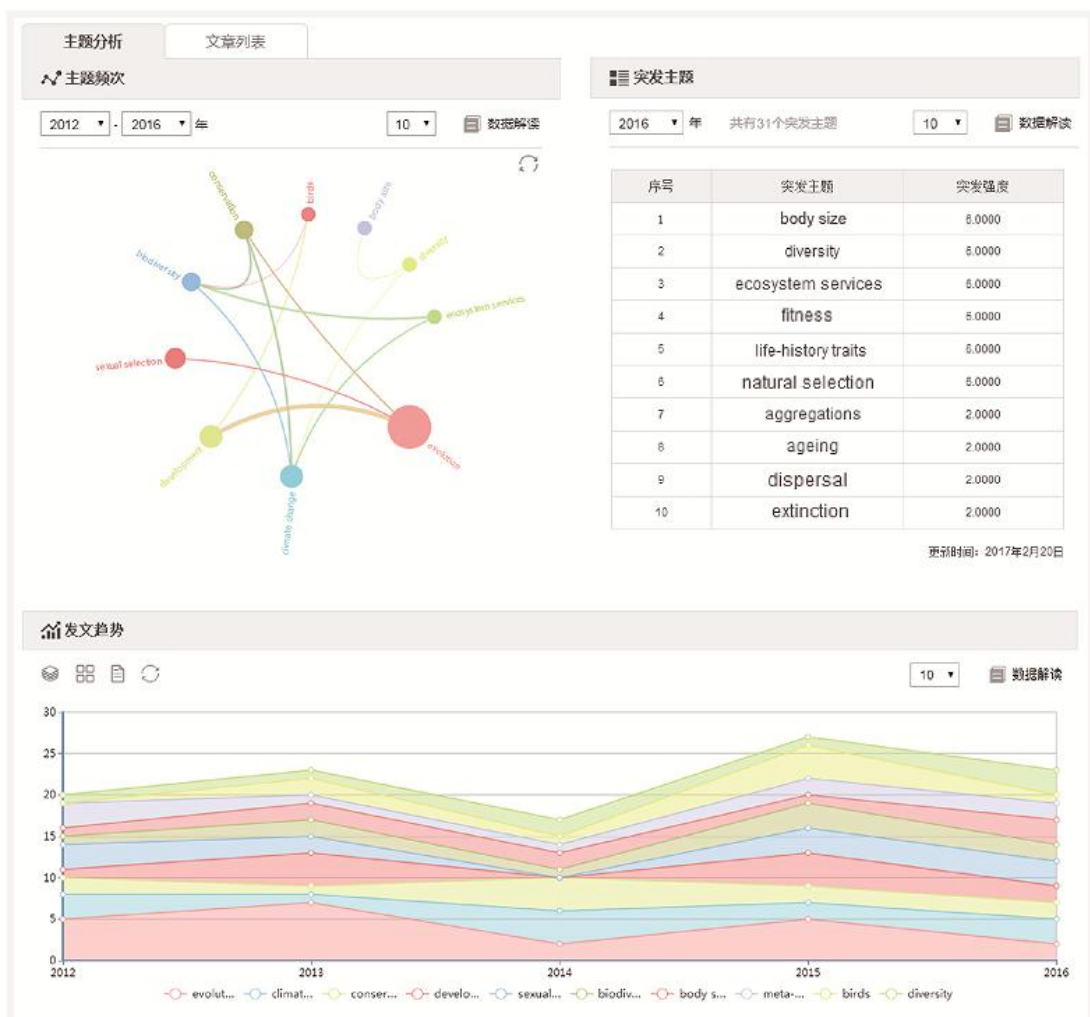 主题分析 文章列表
主题频次
2012 - 2016 年 10 数据解读
conservation
birds
body size
diversity
biodiversity
ecosystem services
sexual selection
development
evolution
climate change
突发主题
2016 年 共有31个突发主题 10 数据解读
序号 突发主题 突发强度
1 body size 6.0000
2 diversity 6.0000
3 ecosystem services 6.0000
4 fitness 6.0000
5 life-history traits 6.0000
6 natural selection 6.0000
7 aggregations 2.0000
8 ageing 2.0000
9 dispersal 2.0000
10 extinction 2.0000
更新时间：2017年2月20日
发文趋势
10 数据解读
30
25
20
15
10
5
0
2012 2013 2014 2015 2016
evolut... climat... conser... develo... sexual... biodiv... body s... meta-... birds diversity